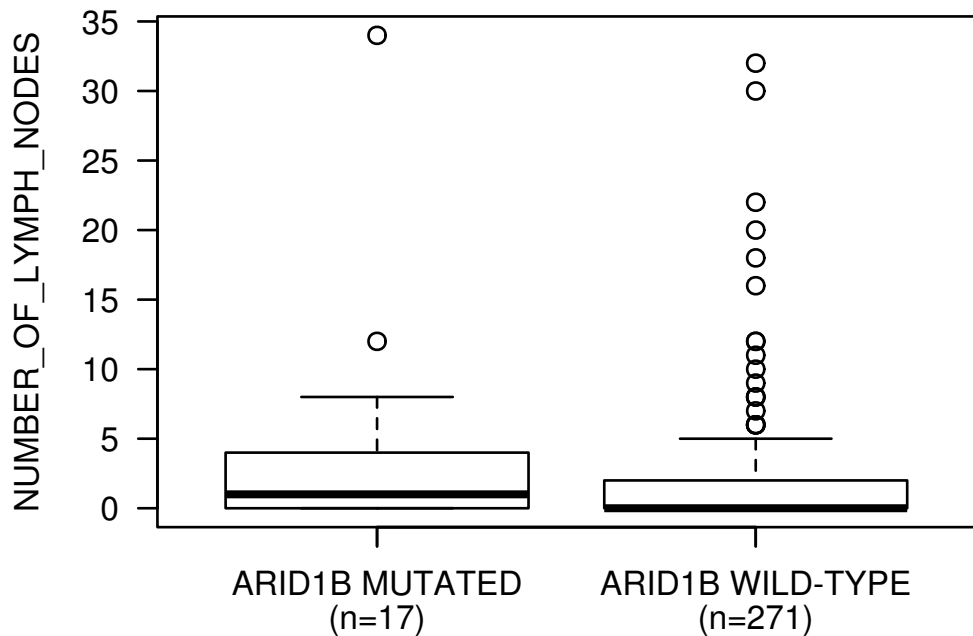 NUMBER_OF_LYMPH_NODES
35
30
25
20
15
10
5
0
ARID1B MUTATED
(n=17)
ARID1B WILD-TYPE
(n=271)